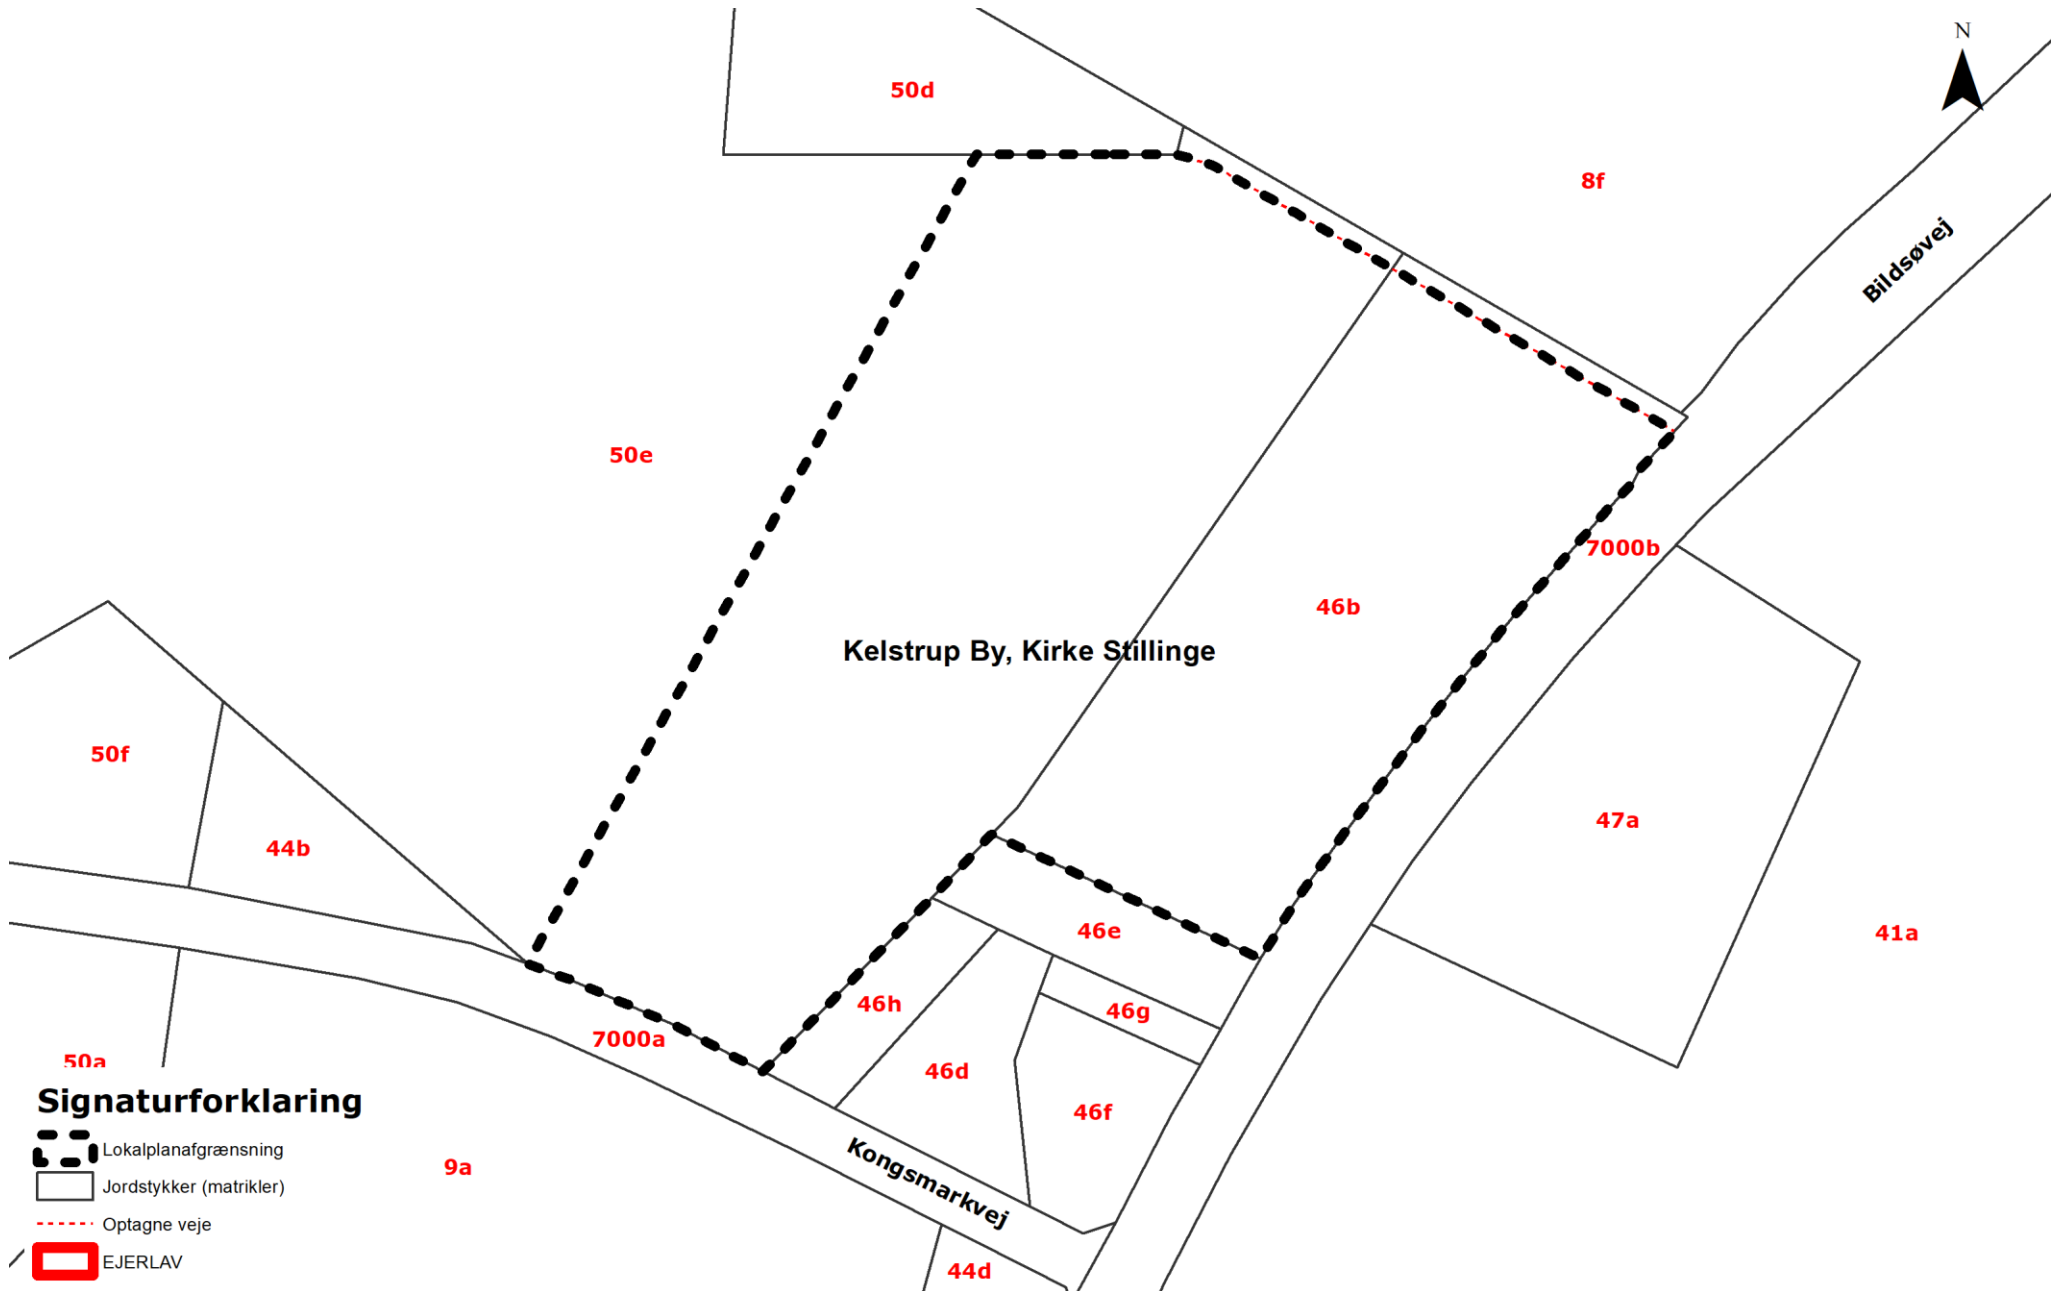 N
50d
8f
Bildsøvej
50e
7000b
46b
Kelstrup By, Kirke Stillinge
50f
47a
44b
46e
41a
46h
46g
7000a
50a
46d
46f
Kongsmarkvej
9a
44d
Signaturforklaring
Lokalplanafgrænsning
Jordstykker (matrikler)
Optagne veje
EJERLAV